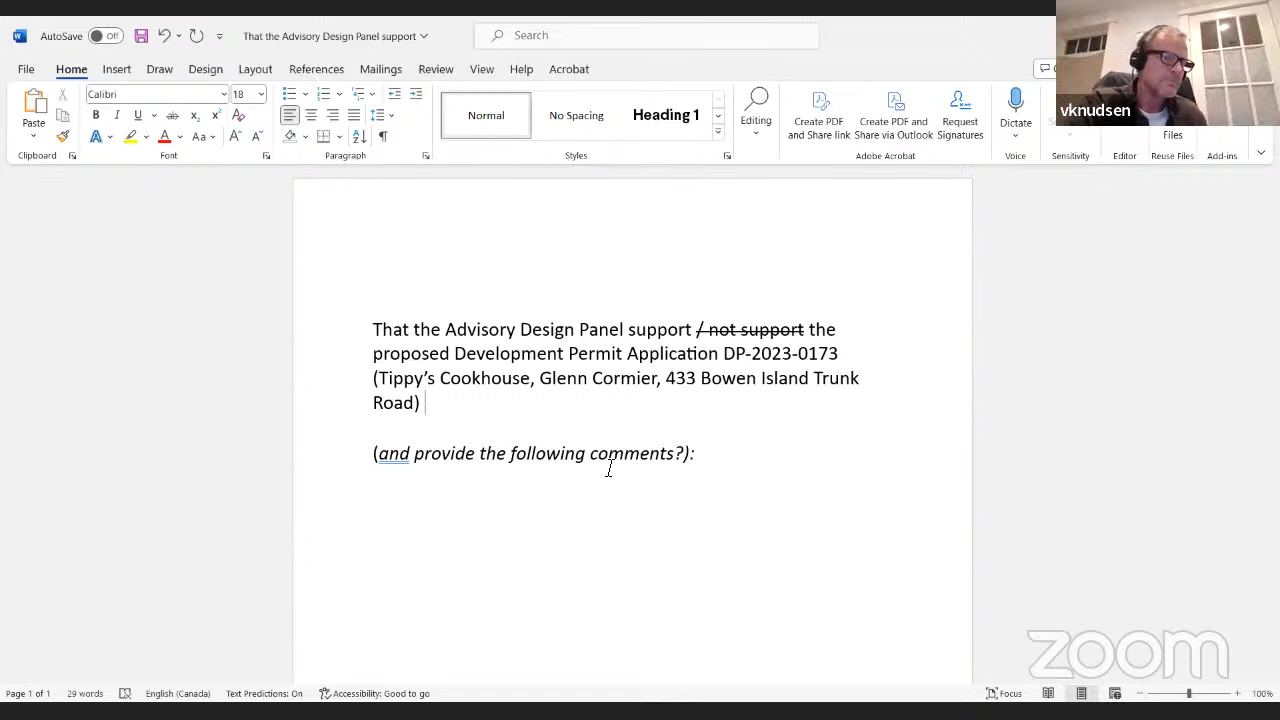 AutoSave Off That the Advisory Design Panel support Search
File Home Insert Draw Design Layout References Mailings Review View Help Acrobat
vknudsen
Paste
Calibri 18
Normal No Spacing Heading 1
Editing
Create PDF and Share link
Create PDF and Share via Outlook
Request Signatures
Dictate
Files
Clipboard Font Paragraph Styles Adobe Acrobat Voice Sensitivity Editor Reuse Files Add-ins
That the Advisory Design Panel support / not support the
proposed Development Permit Application DP-2023-0173
(Tippy’s Cookhouse, Glenn Cormier, 433 Bowen Island Trunk
Road)
(and provide the following comments?):
zoom
Page 1 of 1 29 words English (Canada) Text Predictions: On Accessibility: Good to go Focus 100%